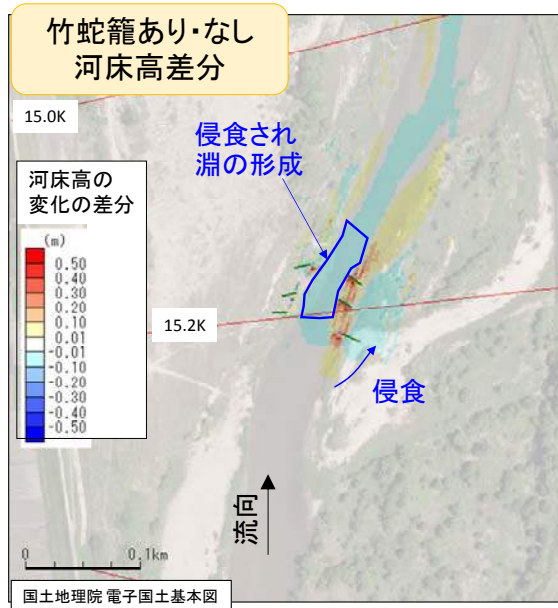 竹蛇籠あり・なし
河床高差分
15.0K
侵食され
淵の形成
河床高の
変化の差分
(m)
0.50
0.40
0.30
0.20
0.10
0.01
-0.01
-0.10
-0.20
-0.30
-0.40
-0.50
15.2K
侵食
流向
0
0.1km
国土地理院 電子国土基本図